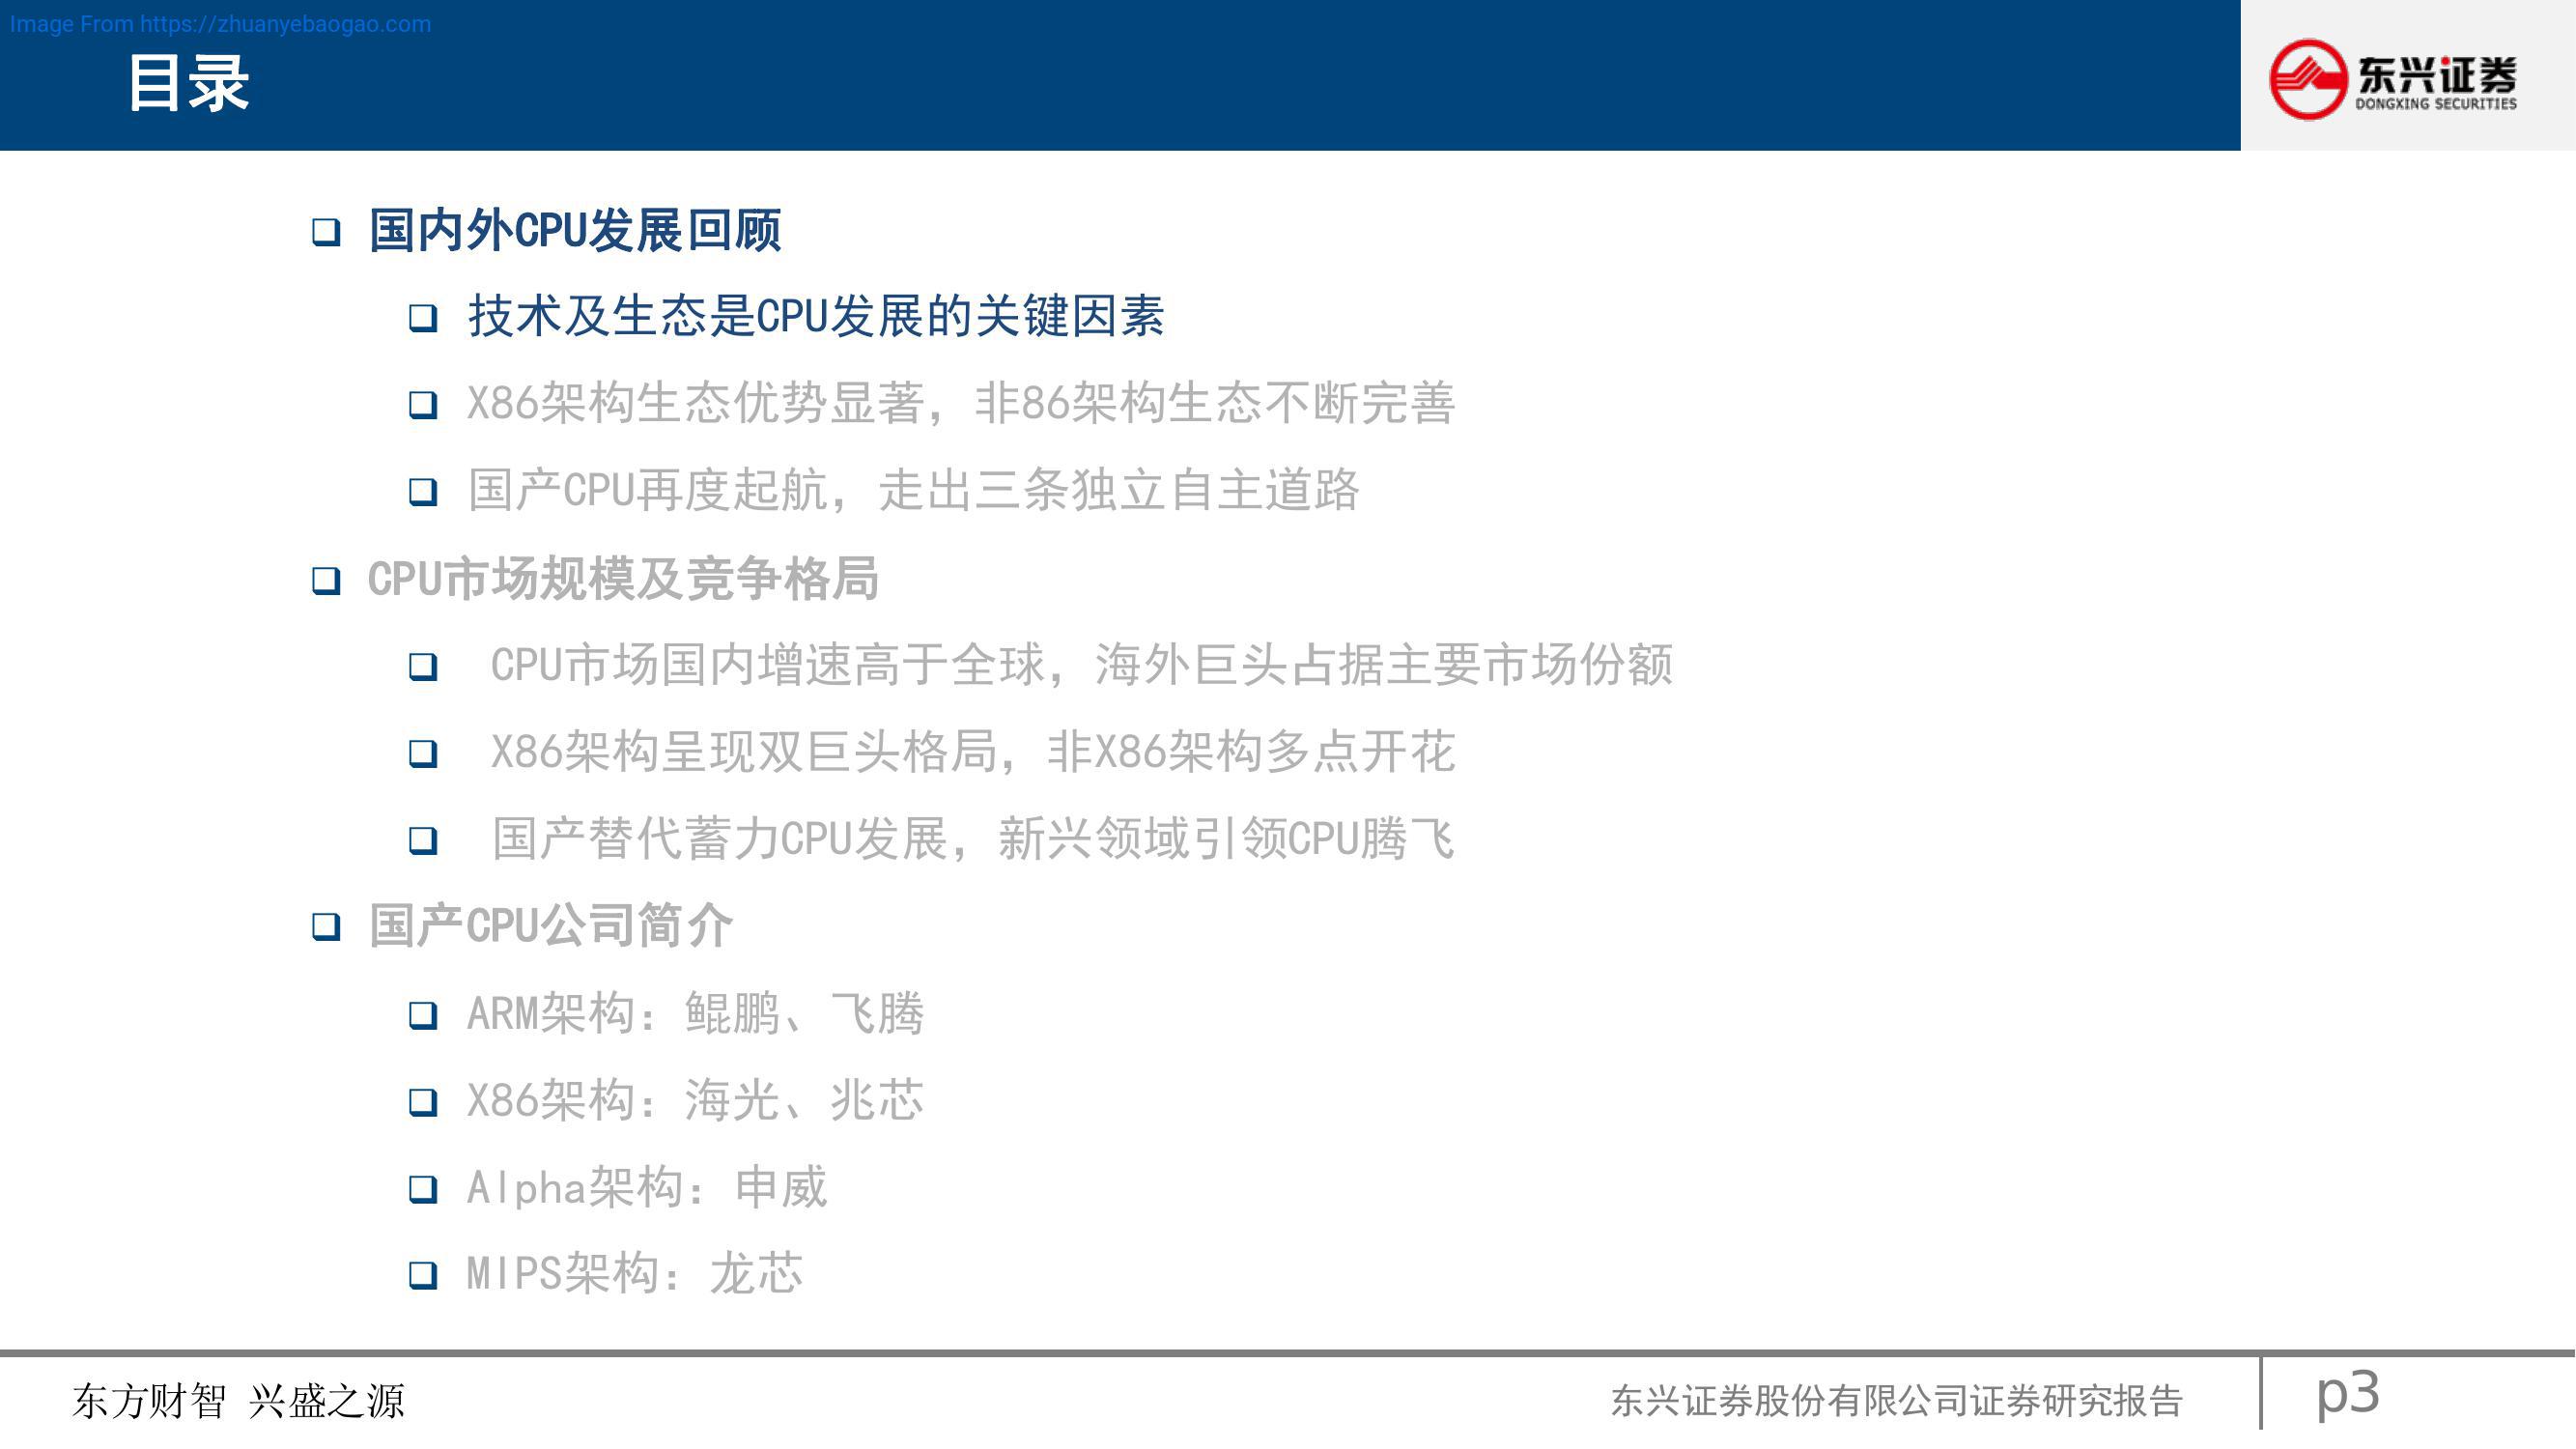 Image From https://zhuanyebaogao.com
目录
东兴证券
DONGXING SECURITIES
国内外CPU发展回顾
技术及生态是CPU发展的关键因素
X86架构生态优势显著，非86架构生态不断完善
国产CPU再度起航，走出三条独立自主道路
CPU市场规模及竞争格局
CPU市场国内增速高于全球，海外巨头占据主要市场份额
X86架构呈现双巨头格局，非X86架构多点开花
国产替代蓄力CPU发展，新兴领域引领CPU腾飞
国产CPU公司简介
ARM架构：鲲鹏、飞腾
X86架构：海光、兆芯
Alpha架构：申威
MIPS架构：龙芯
东方财智 兴盛之源
东兴证券股份有限公司证券研究报告
p3